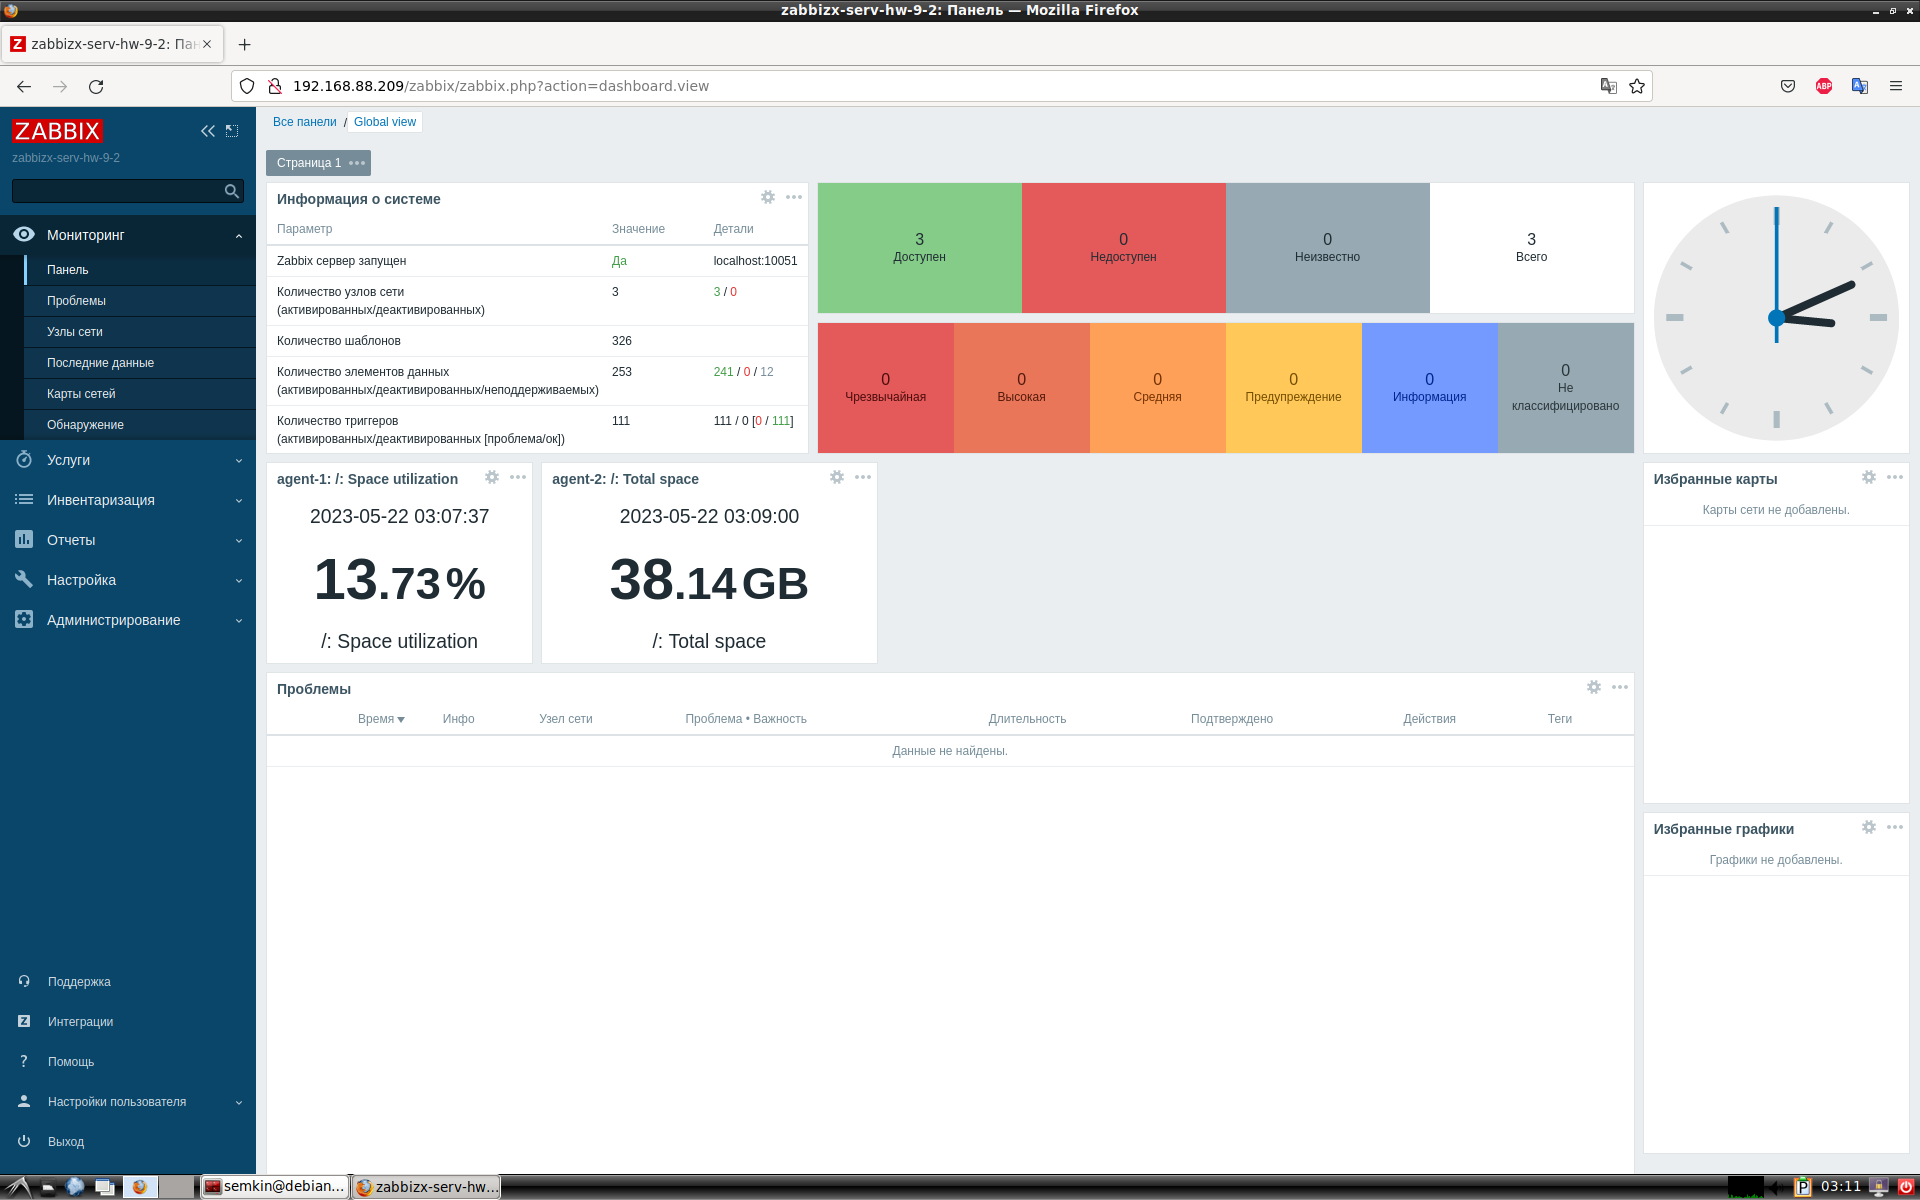 zabbizx-serv-hw-9-2: Панель — Mozilla Firefox
Z zabbizx-serv-hw-9-2: Пан
192.168.88.209/zabbix/zabbix.php?action=dashboard.view
ABP
ZABBIX
zabbizx-serv-hw-9-2
Мониторинг
Панель
Проблемы
Узлы сети
Последние данные
Карты сетей
Обнаружение
Услуги
Инвентаризация
Отчеты
Настройка
Администрирование
Поддержка
Z Интеграции
? Помощь
Настройки пользователя
Выход
Все панели / Global view
Страница 1
Информация о системе
Параметр Значение Детали
Zabbix сервер запущен Да localhost:10051
Количество узлов сети 3 3 / 0
(активированных/деактивированных)
Количество шаблонов 326
Количество элементов данных 253 241 / 0 / 12
(активированных/деактивированных/неподдерживаемых)
Количество триггеров 111 111 / 0 [0 / 111]
(активированных/деактивированных [проблема/ок])
3 0 0 3
Доступен Недоступен Неизвестно Всего
0 0 0 0 0 0
Чрезвычайная Высокая Средняя Предупреждение Информация Не
классифицировано
agent-1: /: Space utilization
2023-05-22 03:07:37
13.73 %
/: Space utilization
agent-2: /: Total space
2023-05-22 03:09:00
38.14 GB
/: Total space
Избранные карты
Карты сети не добавлены.
Проблемы
Время Инфо Узел сети Проблема • Важность Длительность Подтверждено Действия Теги
Данные не найдены.
Избранные графики
Графики не добавлены.
semkin@debian...
zabbizx-serv-hw...
P
03:11